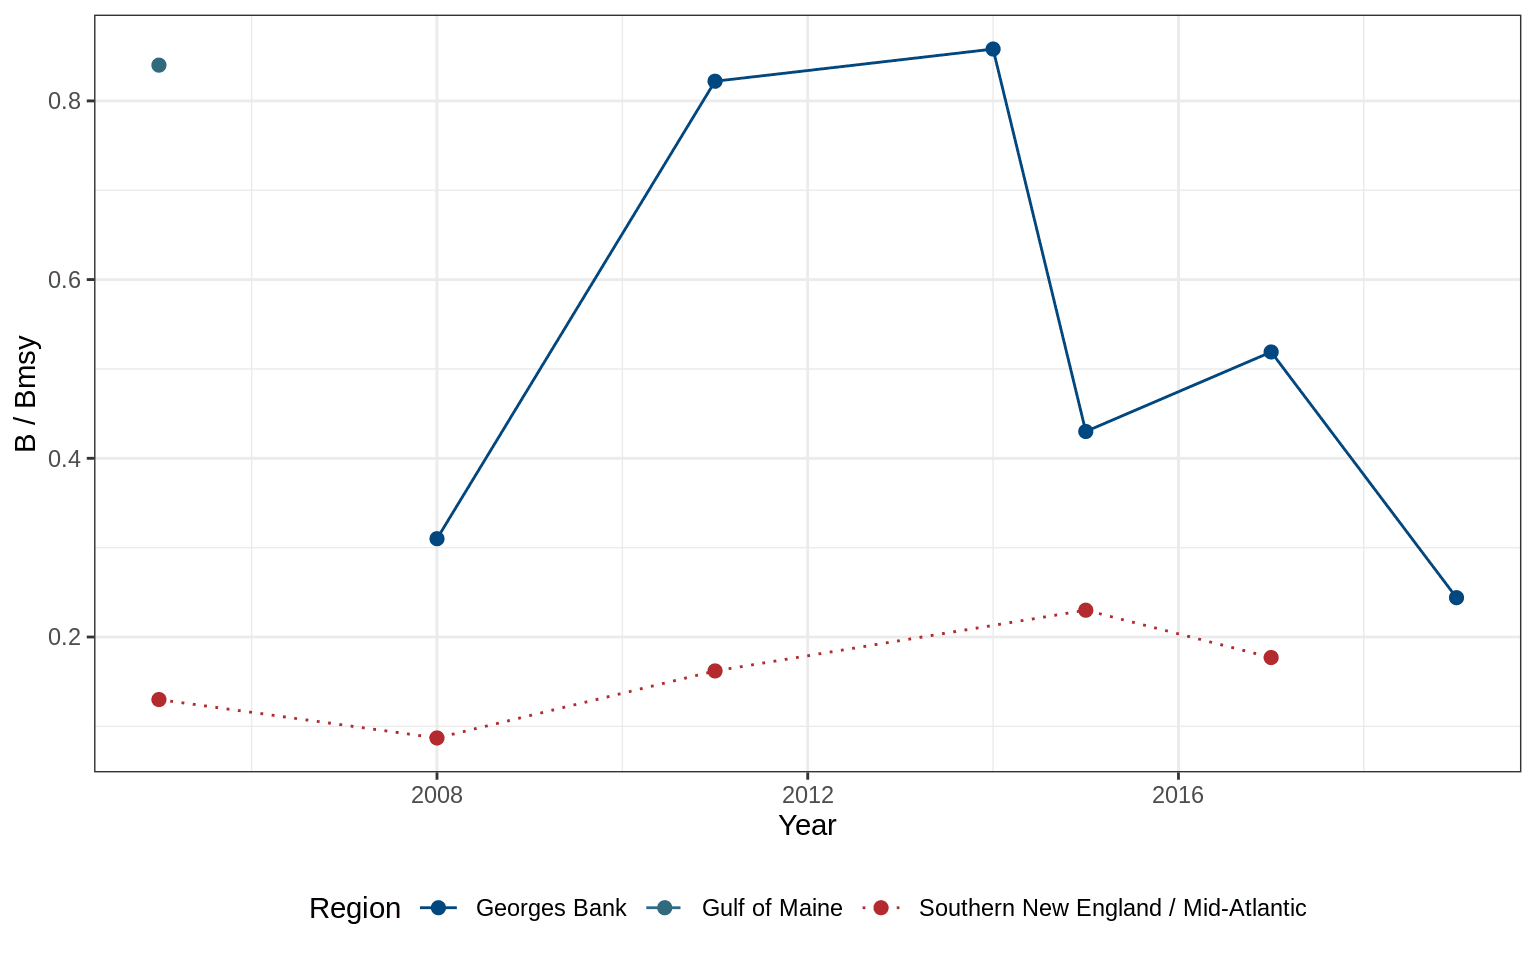 0.8
0.6
0.4
0.2
B / Bmsy
2008 2012 2016
Year
Region Georges Bank Gulf of Maine Southern New England / Mid-Atlantic